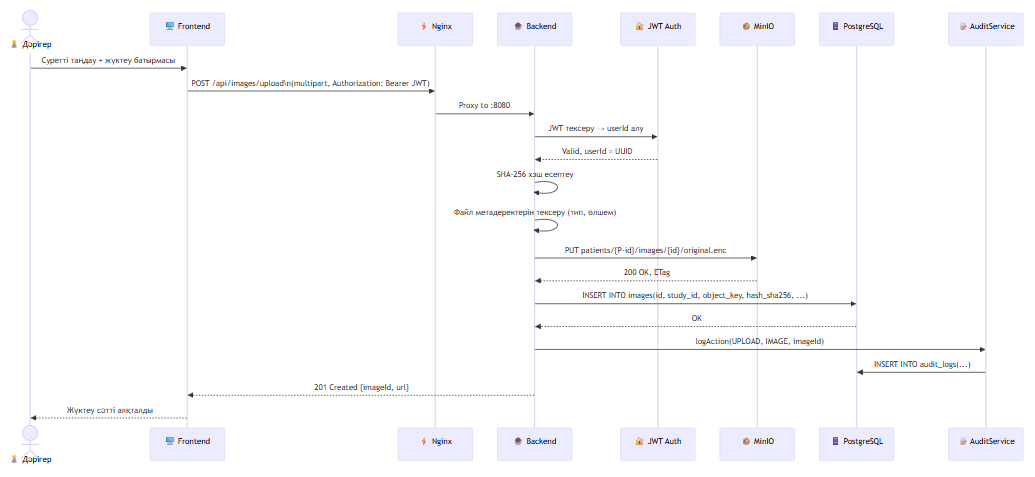 Дәрігер
Frontend
Nginx
Backend
JWT Auth
MinIO
PostgreSQL
AuditService
Суретті таңдау + жүктеу батырмасы
POST /api/images/upload\n(multipart, Authorization: Bearer JWT)
Proxy to :8080
JWT тексеру → userId алу
Valid, userId = UUID
SHA-256 хэш есептеу
Файл метадеректерін тексеру (тип, өлшем)
PUT patients/{P-id}/images/{id}/original.enc
200 OK, ETag
INSERT INTO images(id, study_id, object_key, hash_sha256, ...)
OK
logAction(UPLOAD, IMAGE, imageId)
INSERT INTO audit_logs(...)
201 Created {imageId, url}
Жүктеу сәтті аяқталды
Дәрігер
Frontend
Nginx
Backend
JWT Auth
MinIO
PostgreSQL
AuditService